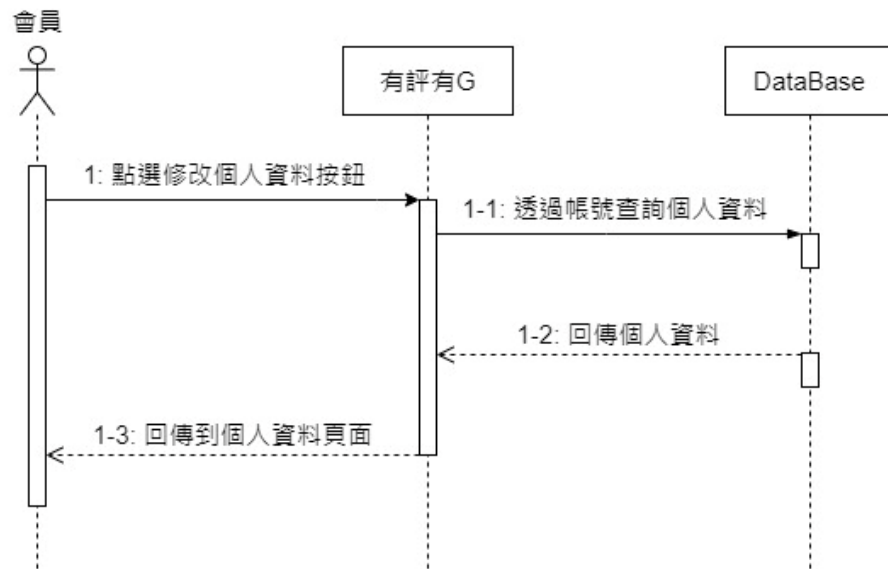 會員
有評有G
DataBase
1: 點選修改個人資料按鈕
1-1: 透過帳號查詢個人資料
1-2: 回傳個人資料
1-3: 回傳到個人資料頁面